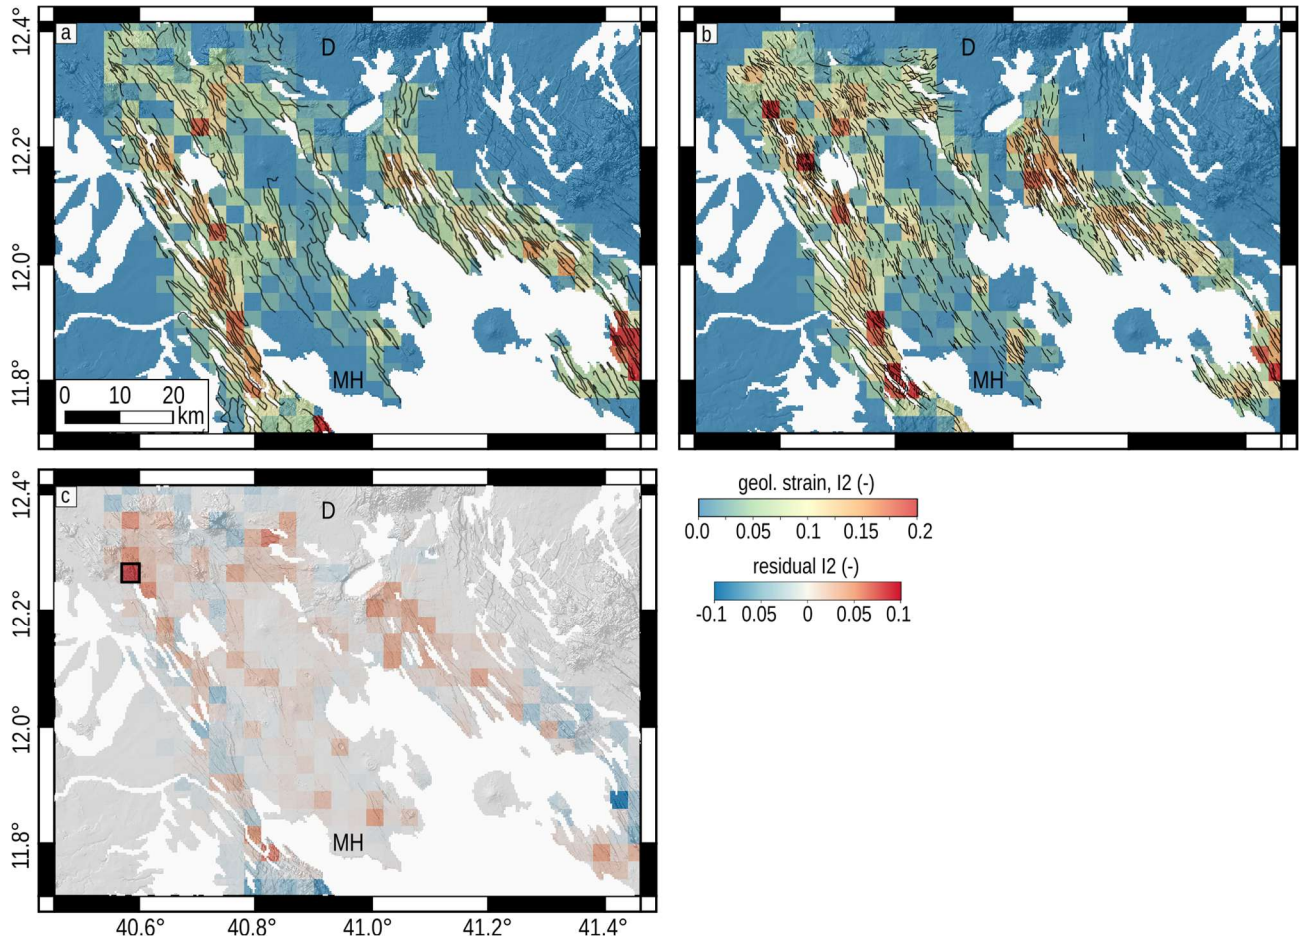 a
D
MH
0 10 20
km
12.4°
12.2°
12.0°
11.8°
b
D
MH
c
D
MH
12.4°
12.2°
12.0°
11.8°
40.6° 40.8° 41.0° 41.2° 41.4°
geol. strain, I2 (-)
0.0 0.05 0.1 0.15 0.2
residual I2 (-)
-0.1 0.05 0 0.05 0.1